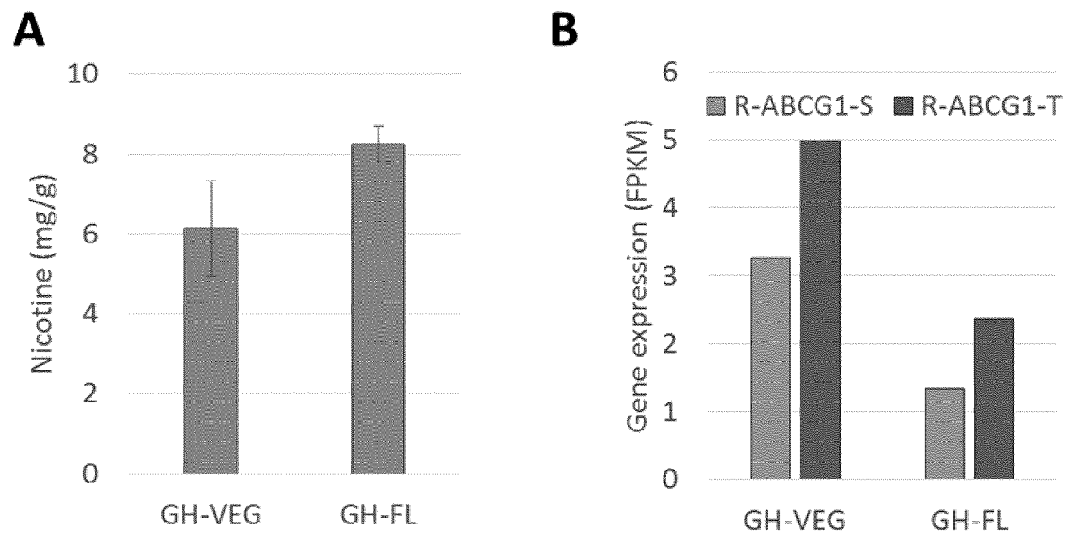 A
10
8
6
4
2
0
Nicotine (mg/g)
GH-VEG GH-FL
B
6
5
4
3
2
1
0
Gene expression (FPKM)
R-ABCG1-S R-ABCG1-T
GH-VEG GH-FL